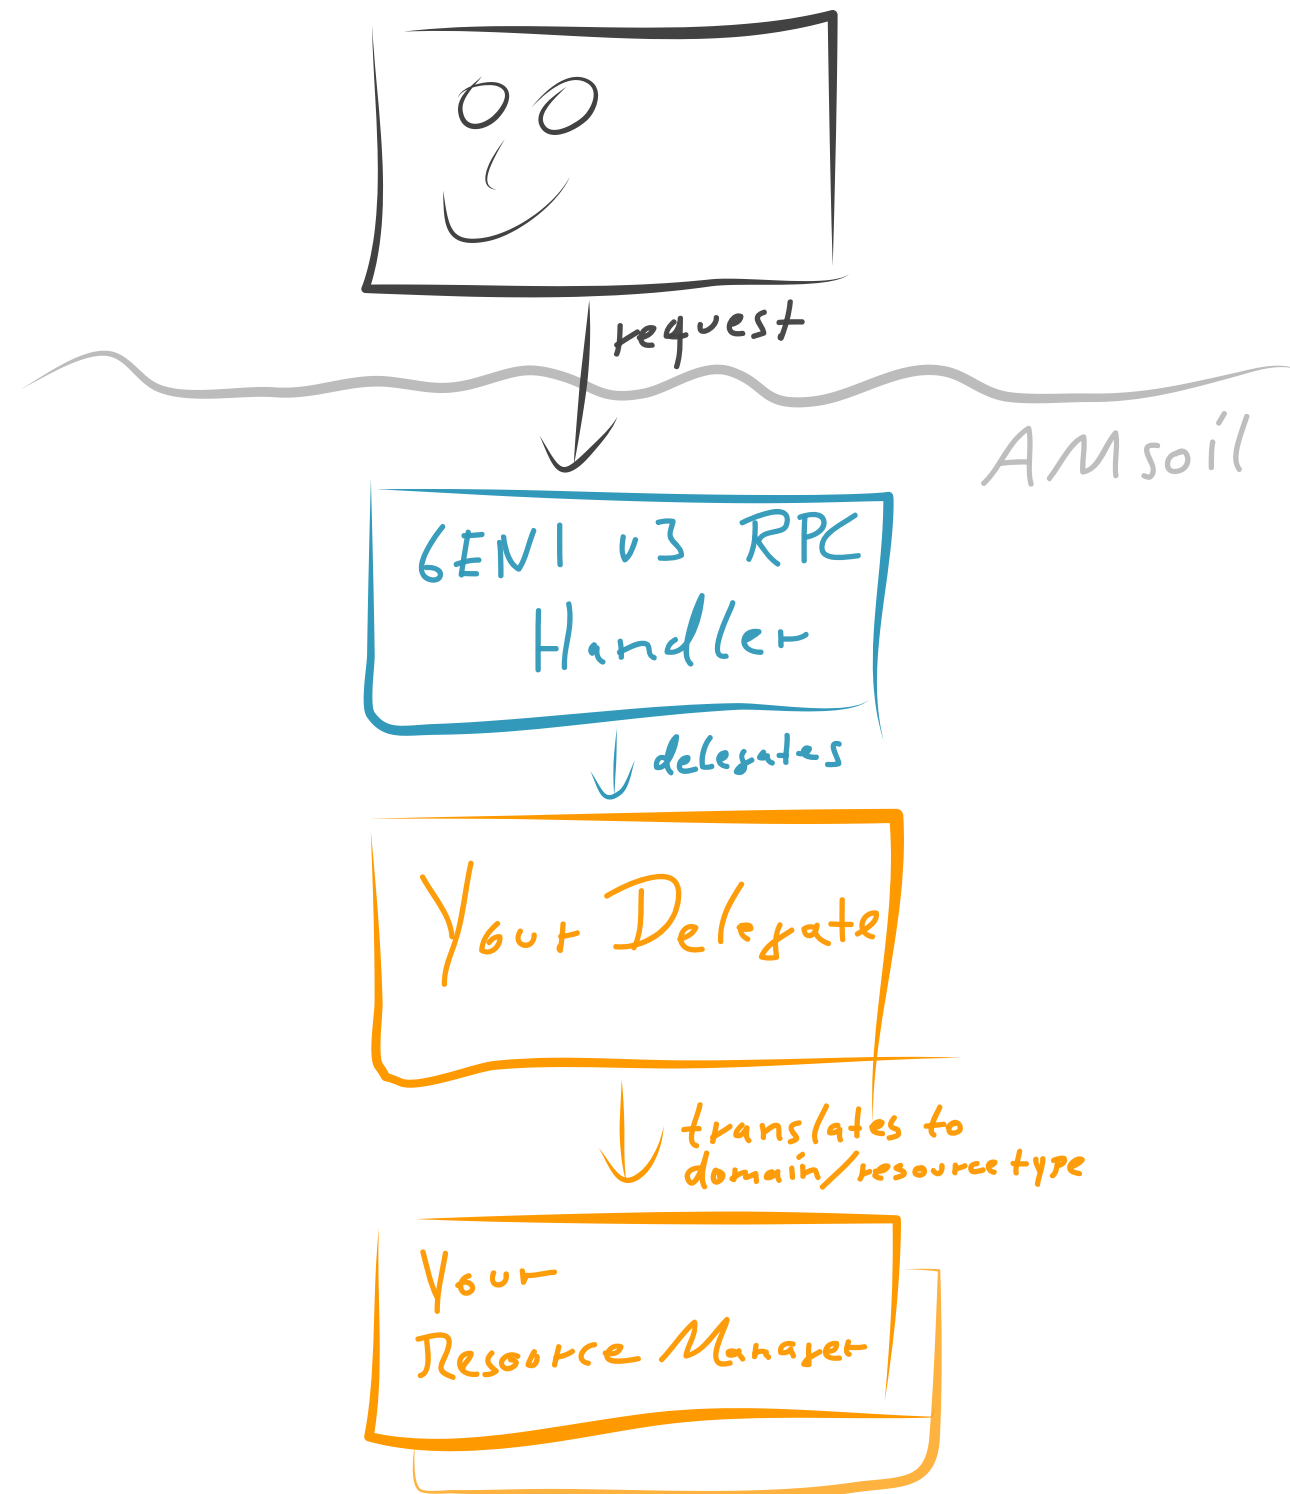 request
AMsoil
GENI v3 RPC
Handler
delegates
Your Delegate
translates to
domain/resource type
Your
Resource Manager